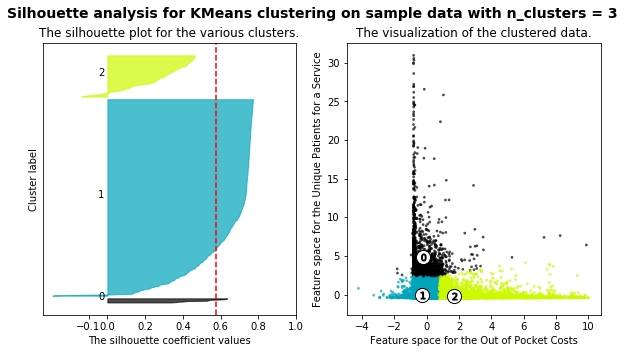 Silhouette analysis for KMeans clustering on sample data with n_clusters = 3
The silhouette plot for the various clusters.
2
1
0
Cluster label
−0.1 0.0 0.2 0.4 0.6 0.8 1.0
The silhouette coefficient values
The visualization of the clustered data.
Feature space for the Unique Patients for a Service
30
25
20
15
10
5
0
0
1 2
−4 −2 0 2 4 6 8 10
Feature space for the Out of Pocket Costs